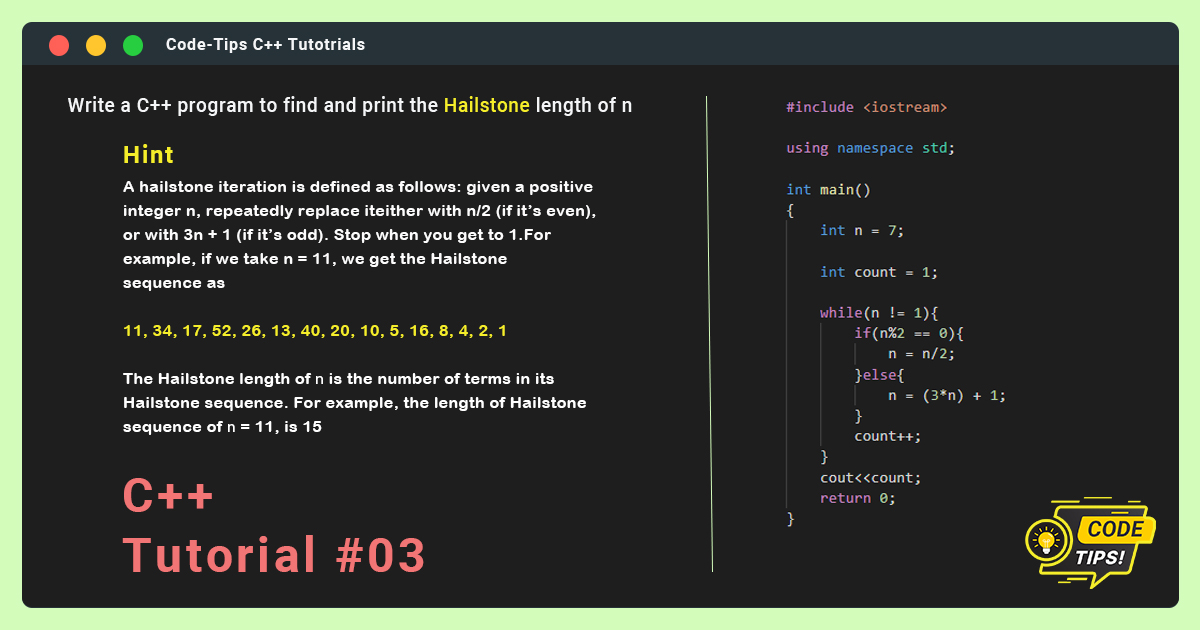 Code-Tips C++ Tutotrials
Write a C++ program to find and print the Hailstone length of n
Hint
A hailstone iteration is defined as follows: given a positive
integer n, repeatedly replace iteither with n/2 (if it's even),
or with 3n + 1 (if it's odd). Stop when you get to 1.For
example, if we take n = 11, we get the Hailstone
sequence as
11, 34, 17, 52, 26, 13, 40, 20, 10, 5, 16, 8, 4, 2, 1
The Hailstone length of n is the number of terms in its
Hailstone sequence. For example, the length of Hailstone
sequence of n = 11, is 15
C++
Tutorial #03
#include <iostream>
using namespace std;
int main()
{
int n = 7;
int count = 1;
while(n != 1){
if(n%2 == 0){
n = n/2;
}else{
n = (3*n) + 1;
}
count++;
}
cout<<count;
return 0;
}
CODE
TIPS!